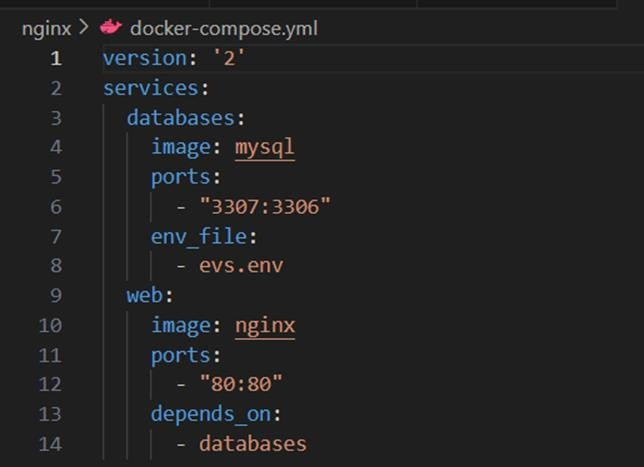 nginx > docker-compose.yml
1 version: '2'
2 services:
3   databases:
4     image: mysql
5     ports:
6       - "3307:3306"
7     env_file:
8       - evs.env
9   web:
10     image: nginx
11     ports:
12       - "80:80"
13     depends_on:
14       - databases